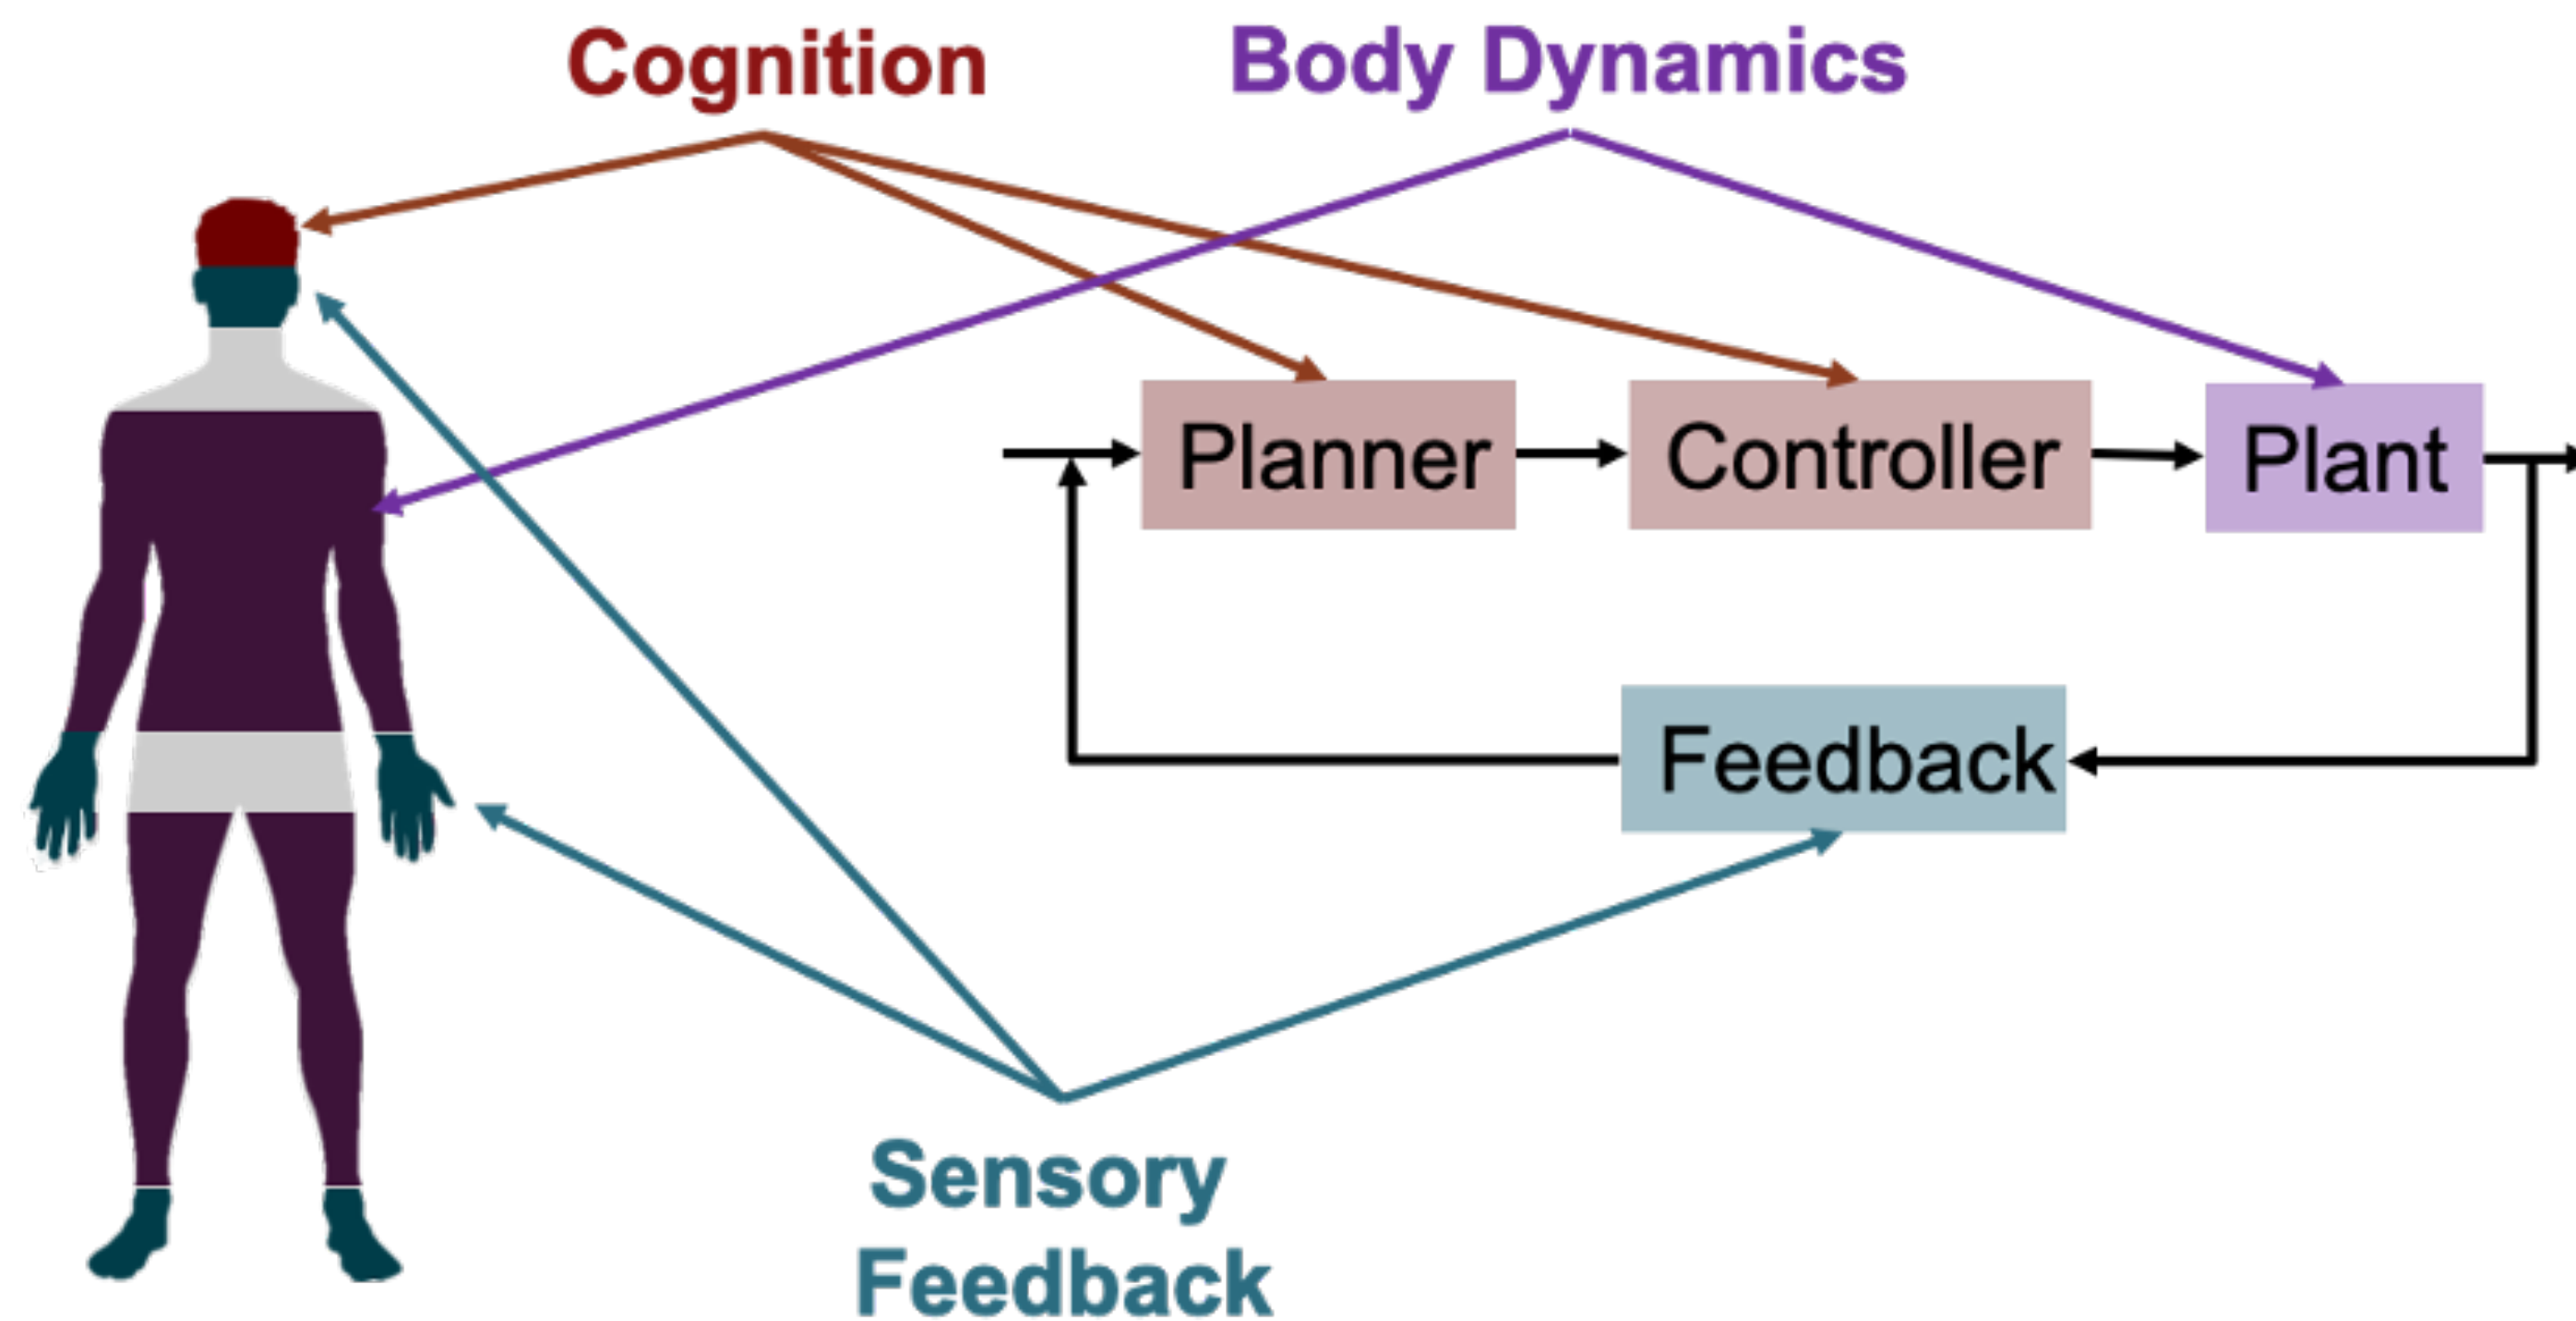 Cognition
Body Dynamics
Planner
Controller
Plant
Feedback
Sensory
Feedback